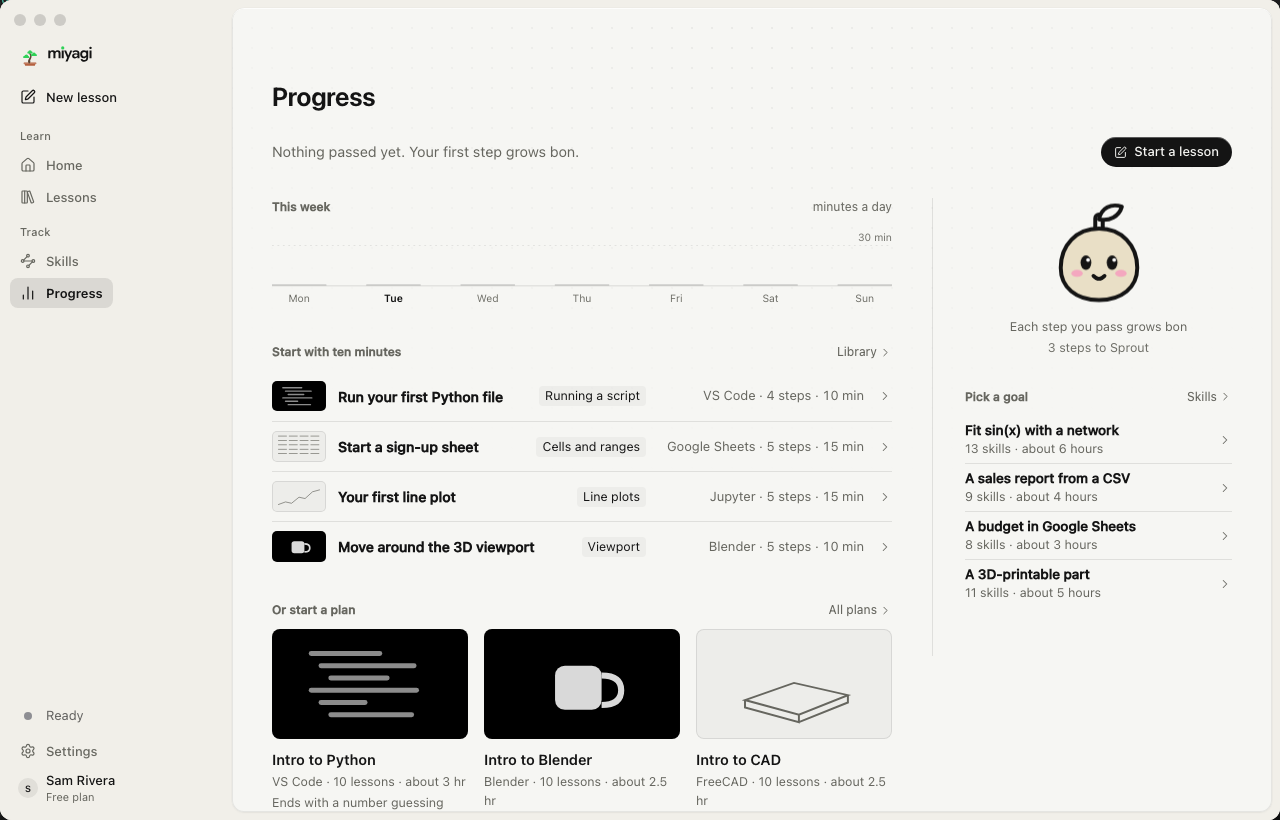 miyagi
New lesson
Learn
Home
Lessons
Track
Skills
Progress
Ready
Settings
S
Sam Rivera
Free plan
Progress
Nothing passed yet. Your first step grows bon.
Start a lesson
This week
minutes a day
30 min
Mon Tue Wed Thu Fri Sat Sun
Start with ten minutes
Library
Run your first Python file Running a script VS Code · 4 steps · 10 min
Start a sign-up sheet Cells and ranges Google Sheets · 5 steps · 15 min
Your first line plot Line plots Jupyter · 5 steps · 15 min
Move around the 3D viewport Viewport Blender · 5 steps · 10 min
Or start a plan
All plans
Intro to Python
VS Code · 10 lessons · about 3 hr
Ends with a number guessing
Intro to Blender
Blender · 10 lessons · about 2.5
hr
Intro to CAD
FreeCAD · 10 lessons · about 2.5
hr
Each step you pass grows bon
3 steps to Sprout
Pick a goal
Skills
Fit sin(x) with a network
13 skills · about 6 hours
A sales report from a CSV
9 skills · about 4 hours
A budget in Google Sheets
8 skills · about 3 hours
A 3D-printable part
11 skills · about 5 hours